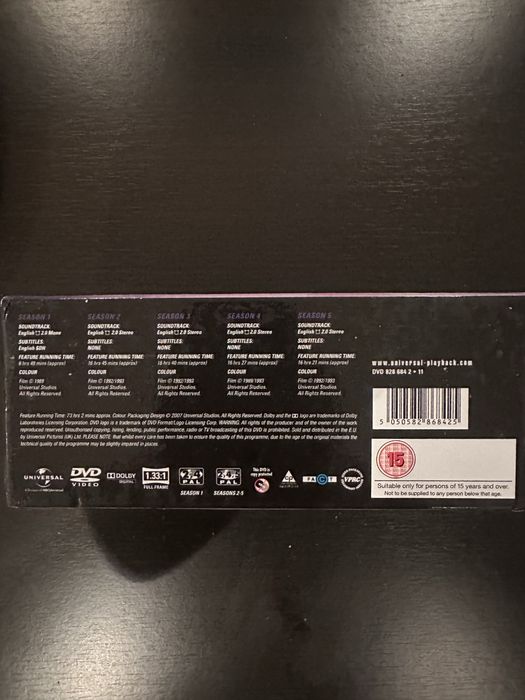 SEASON 1
SOUNDTRACK:
English 2.0 Mono
SUBTITLES:
English SDH
FEATURE RUNNING TIME:
8 hrs 48 mins (approx)
COLOUR
Film © 1989
Universal Studios.
All Rights Reserved.
SEASON 2
SOUNDTRACK:
English 2.0 Stereo
SUBTITLES:
NONE
FEATURE RUNNING TIME:
16 hrs 45 mins (approx)
COLOUR
Film © 1992/1993
Universal Studios.
All Rights Reserved.
SEASON 3
SOUNDTRACK:
English 2.0 Stereo
SUBTITLES:
NONE
FEATURE RUNNING TIME:
16 hrs 40 mins (approx)
COLOUR
Film © 1992/1993
Universal Studios.
All Rights Reserved.
SEASON 4
SOUNDTRACK:
English 2.0 Stereo
SUBTITLES:
NONE
FEATURE RUNNING TIME:
16 hrs 27 mins (approx)
COLOUR
Film © 1989/1993
Universal Studios.
All Rights Reserved.
SEASON 5
SOUNDTRACK:
English 2.0 Stereo
SUBTITLES:
NONE
FEATURE RUNNING TIME:
16 hrs 21 mins (approx)
COLOUR
Film © 1992/1993
Universal Studios.
All Rights Reserved.
www.universal-playback.com
DVD 828 684 2 • 11
5 050582 868425
Feature Running Time: 73 hrs 2 mins approx. Colour. Packaging Design © 2007 Universal Studios. All Rights Reserved. Dolby and the logo are trademarks of Dolby
Laboratories Licensing Corporation. DVD logo is a trademark of DVD Format/Logo Licensing Corp. WARNING: All rights of the producer and of the owner of the work
reproduced reserved. Unauthorised copying, hiring, lending, public performance, radio or TV broadcasting of this DVD is prohibited. Sold and distributed in the E.U.
by Universal Pictures (UK) Ltd. PLEASE NOTE: that whilst every care has been taken to ensure the quality of this programme, due to the age of the original materials the
technical quality of the programme may be slightly impaired in places.
UNIVERSAL
A Division of NBCUniversal
DVD
VIDEO
DOLBY
DIGITAL
1.33:1
FULL FRAME
PAL
SEASON 1
PAL
SEASONS 2-5
This DVD is
copy protected
FACT
VPRC
15
Suitable only for persons of 15 years and over.
Not to be supplied to any person below that age.